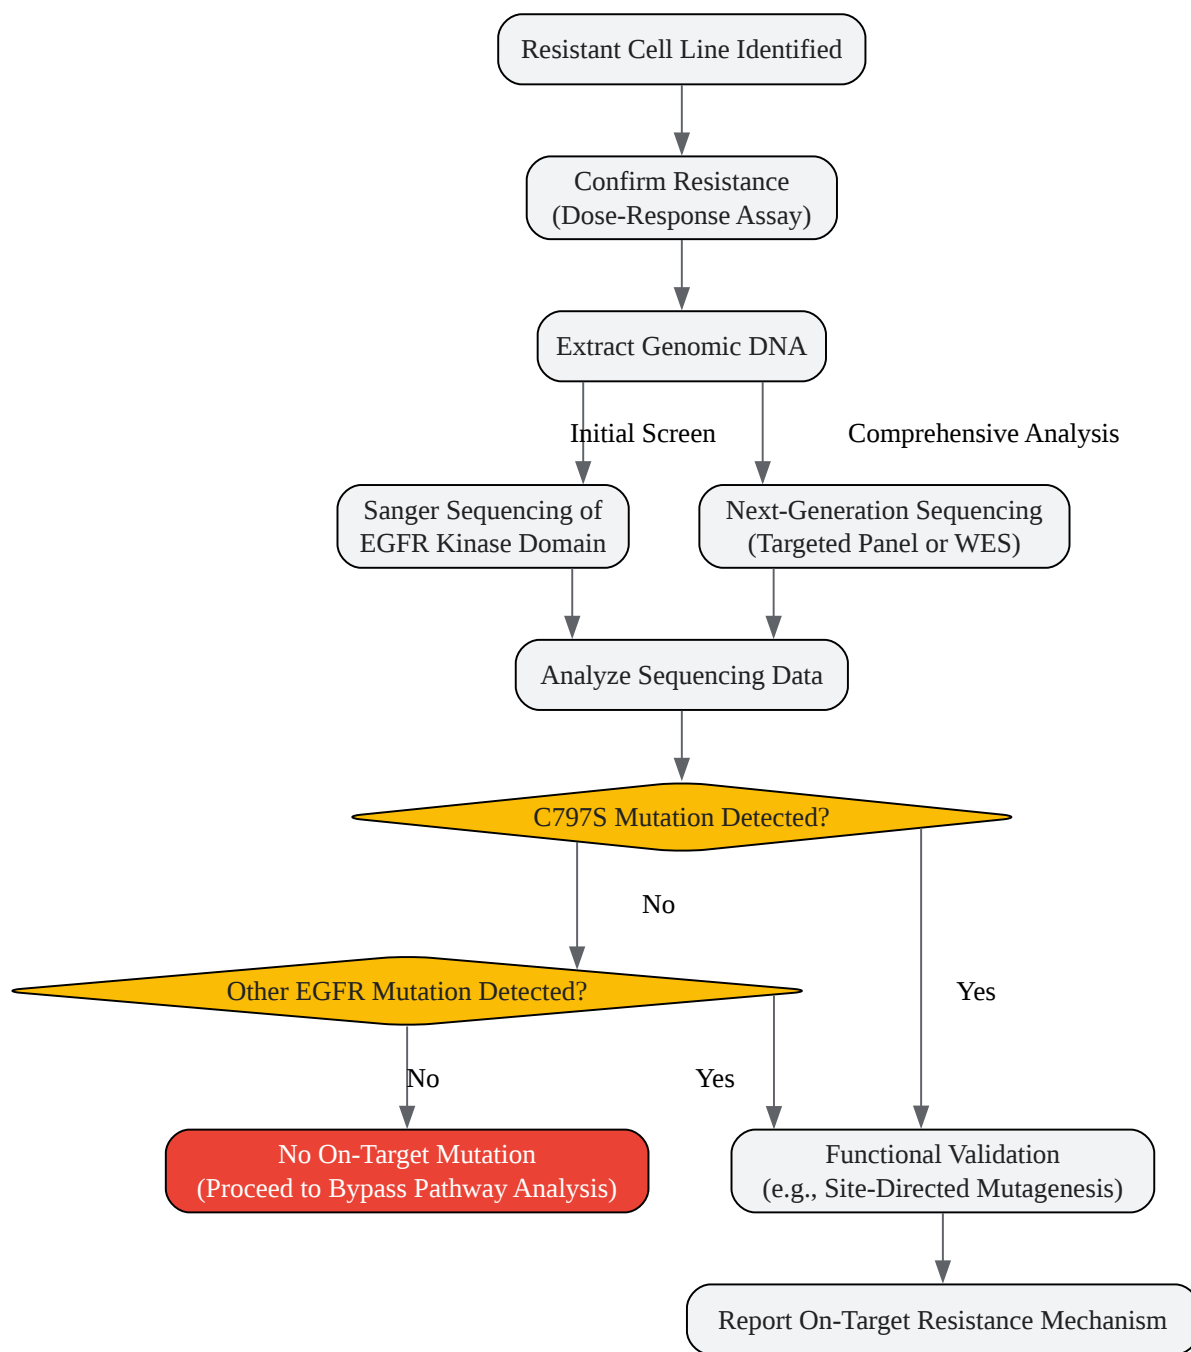 Resistant Cell Line Identified
Confirm Resistance
(Dose-Response Assay)
Extract Genomic DNA
Initial Screen
Comprehensive Analysis
Sanger Sequencing of
EGFR Kinase Domain
Next-Generation Sequencing
(Targeted Panel or WES)
Analyze Sequencing Data
C797S Mutation Detected?
No
Other EGFR Mutation Detected?
Yes
No
Yes
No On-Target Mutation
(Proceed to Bypass Pathway Analysis)
Functional Validation
(e.g., Site-Directed Mutagenesis)
Report On-Target Resistance Mechanism